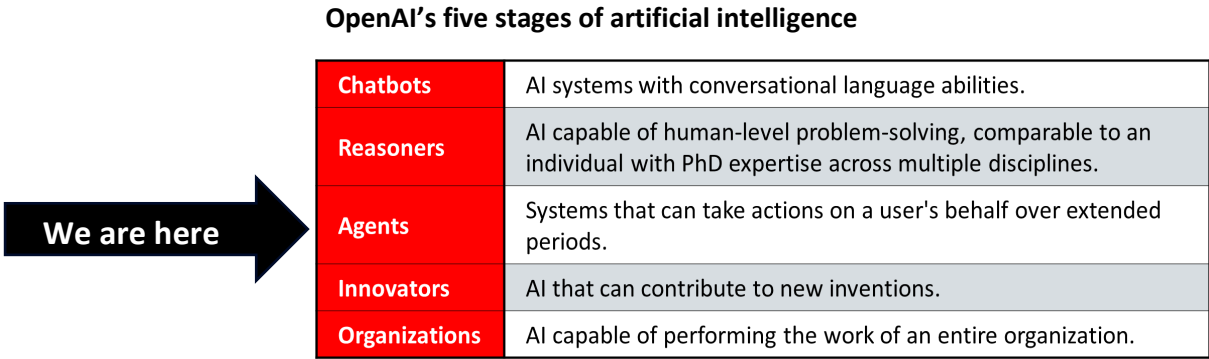 OpenAI’s five stages of artificial intelligence
Chatbots
AI systems with conversational language abilities.
Reasoners
AI capable of human-level problem-solving, comparable to an
individual with PhD expertise across multiple disciplines.
We are here
Agents
Systems that can take actions on a user's behalf over extended
periods.
Innovators
AI that can contribute to new inventions.
Organizations
AI capable of performing the work of an entire organization.